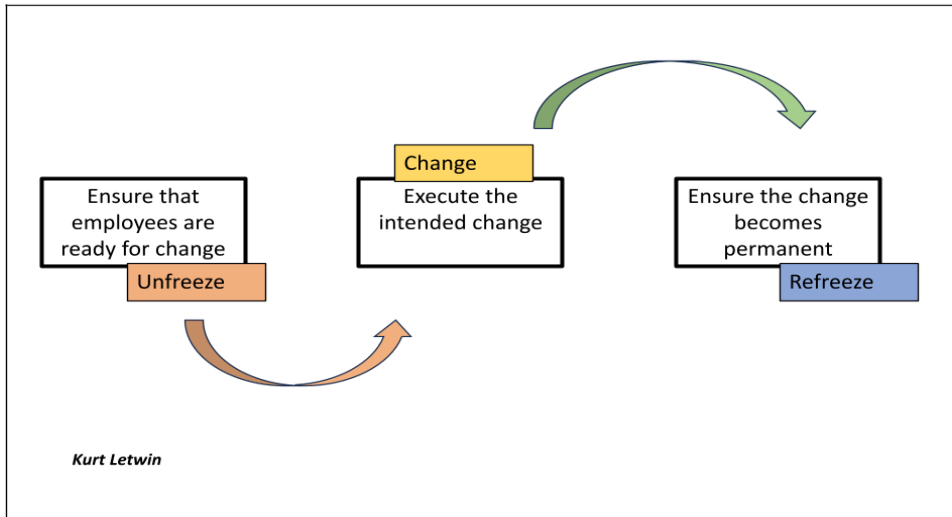 Ensure that
employees are
ready for change
Unfreeze
Change
Execute the
intended change
Ensure the change
becomes
permanent
Refreeze
Kurt Letwin